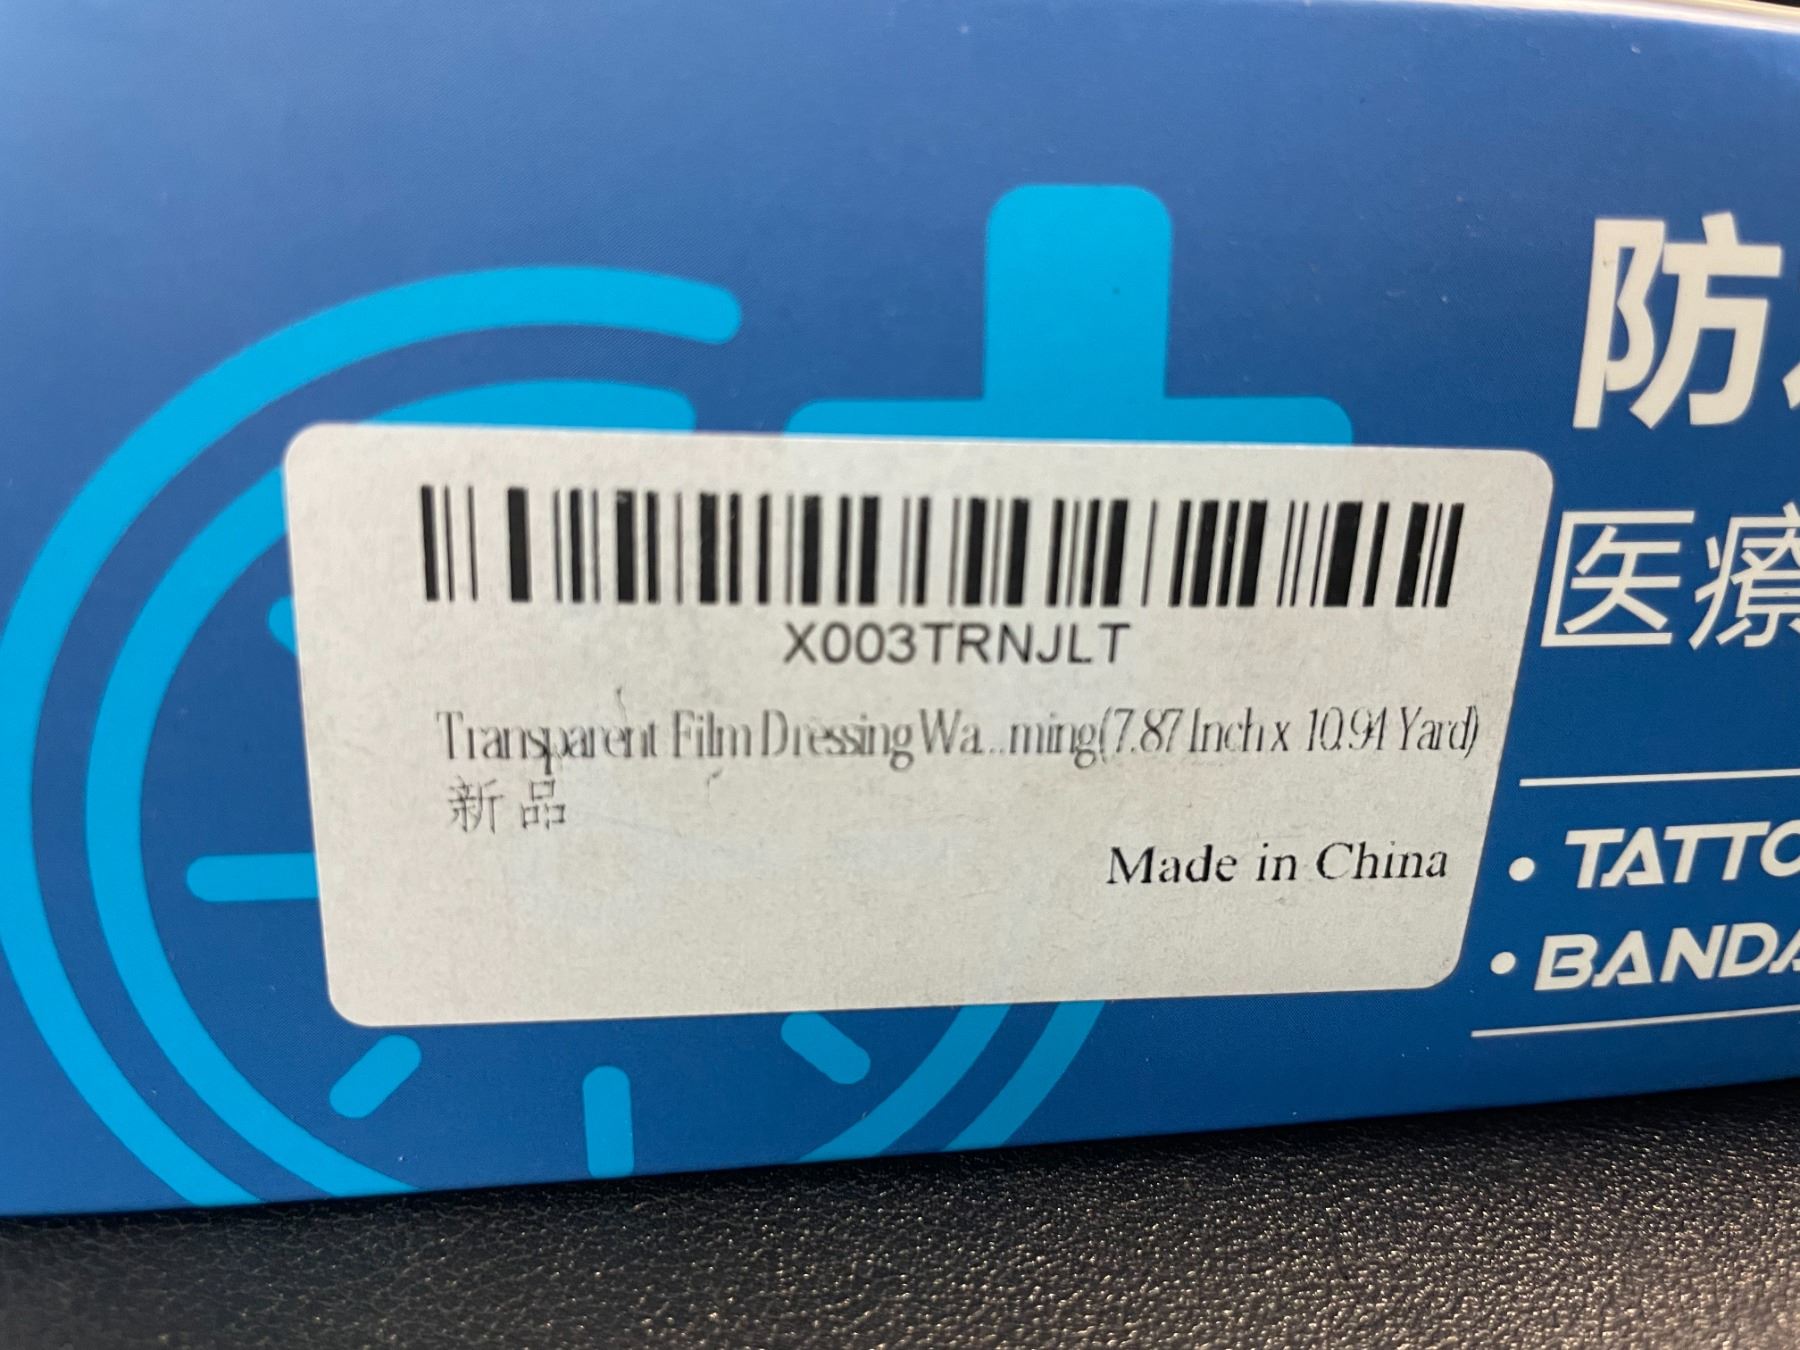 X003TRNJLT
Transparent Film Dressing Wa...ming(7.87 Inch x 10.94 Yard)
新品
Made in China
防
医療
• TATTO
• BANDA